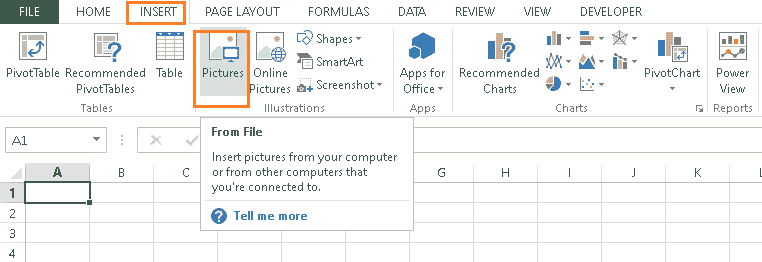 FILE HOME INSERT PAGE LAYOUT FORMULAS DATA REVIEW VIEW DEVELOPER
PivotTable
Recommended
PivotTables
Table
Tables
Pictures
Online
Pictures
Shapes
SmartArt
Screenshot
Illustrations
Apps for
Office
Apps
Recommended
Charts
PivotChart
Charts
Power
View
Reports
A1
From File
Insert pictures from your computer
or from other computers that
you're connected to.
? Tell me more
A B C G H I J K
1
2
3
4